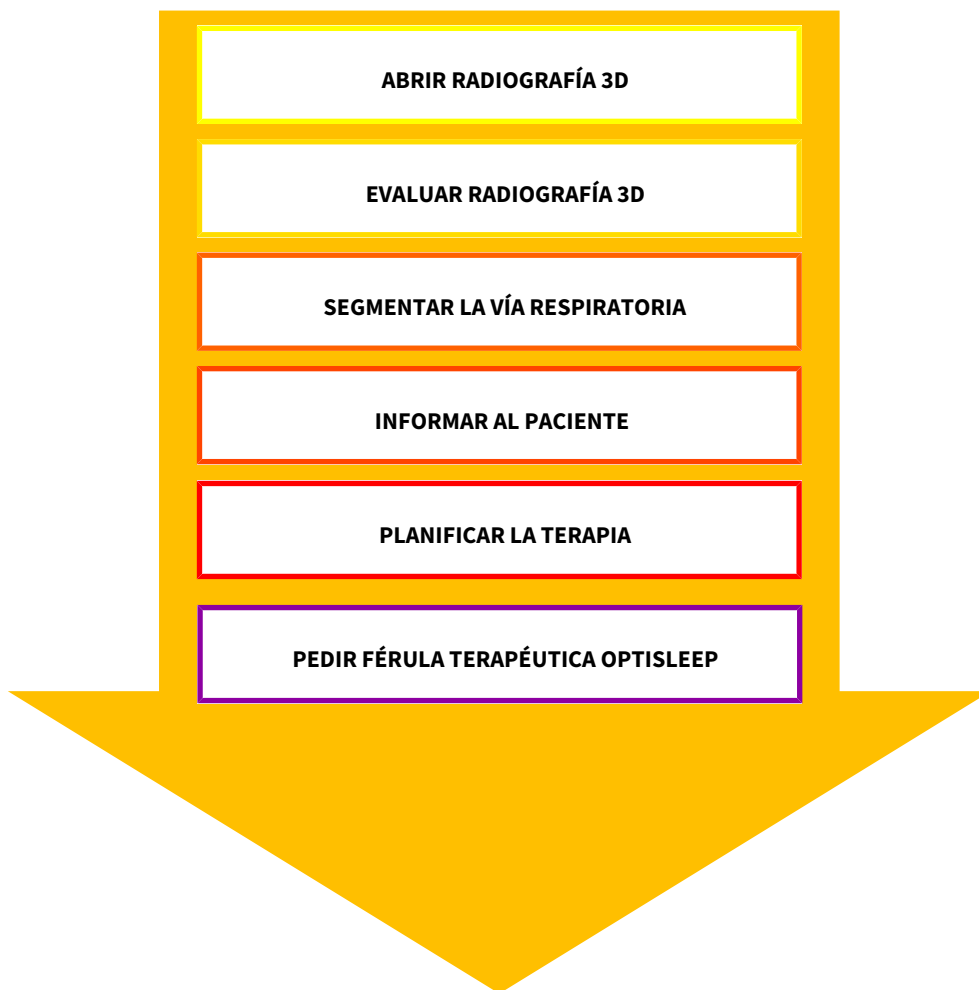 ABRIR RADIOGRAFÍA 3D
EVALUAR RADIOGRAFÍA 3D
SEGMENTAR LA VÍA RESPIRATORIA
INFORMAR AL PACIENTE
PLANIFICAR LA TERAPIA
PEDIR FÉRULA TERAPÉUTICA OPTISLEEP